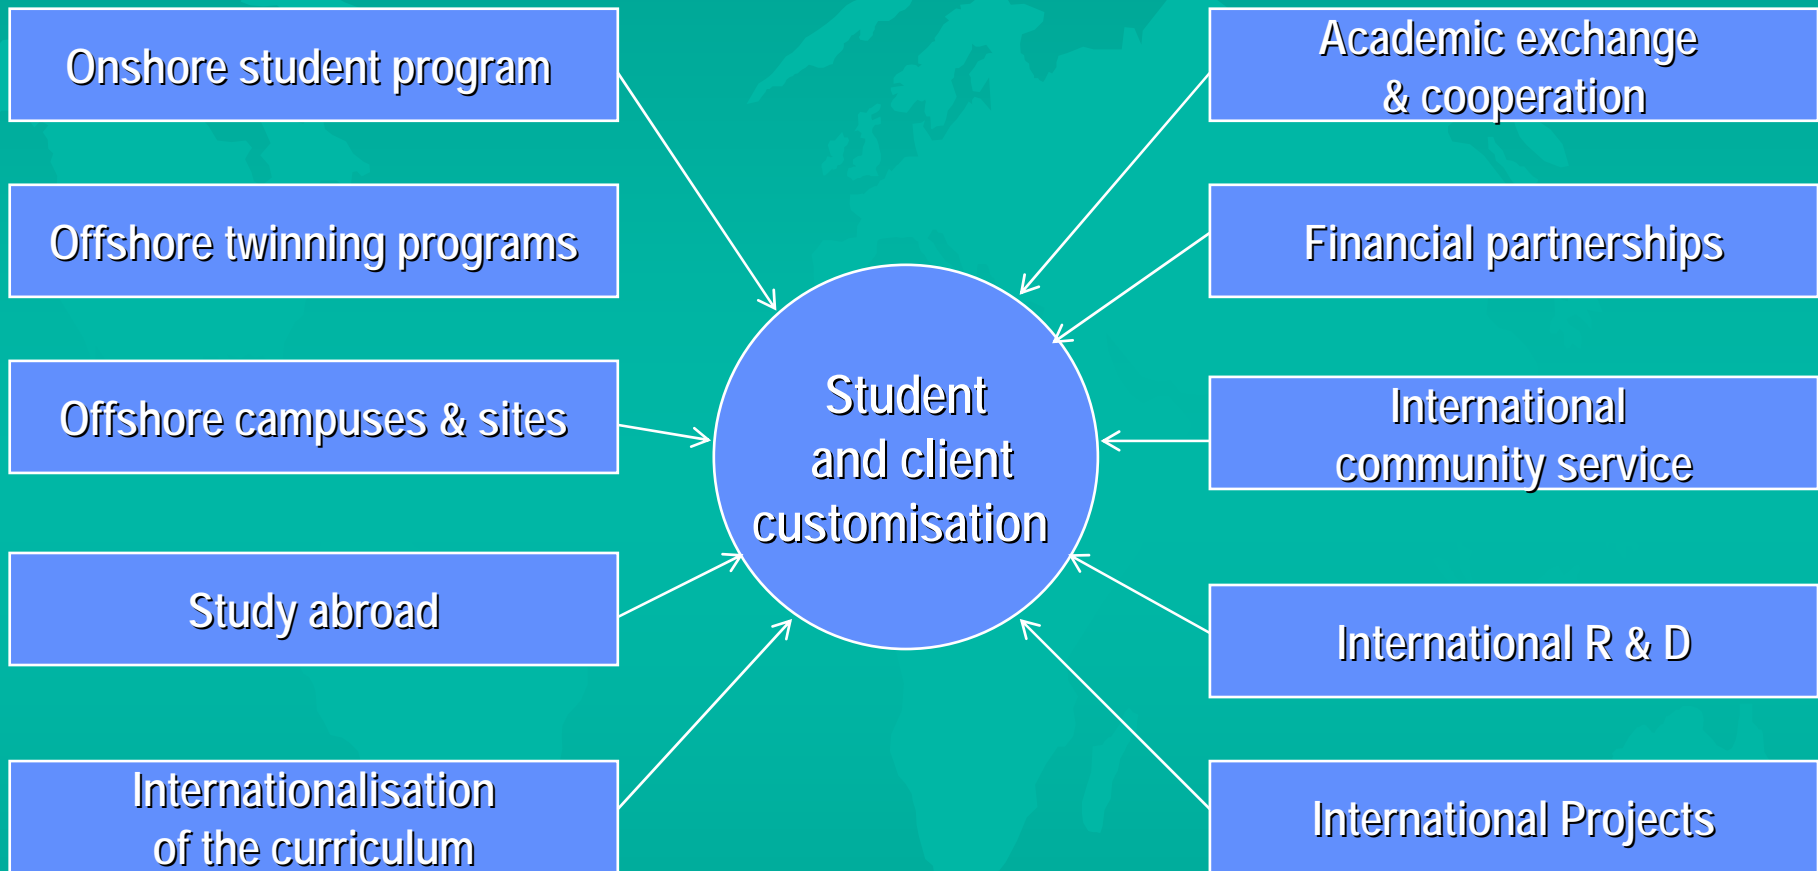 Onshore student program
Offshore twinning programs
Offshore campuses & sites
Study abroad
Internationalisation
of the curriculum
Student
and client
customisation
Academic exchange
& cooperation
Financial partnerships
International
community service
International R & D
International Projects